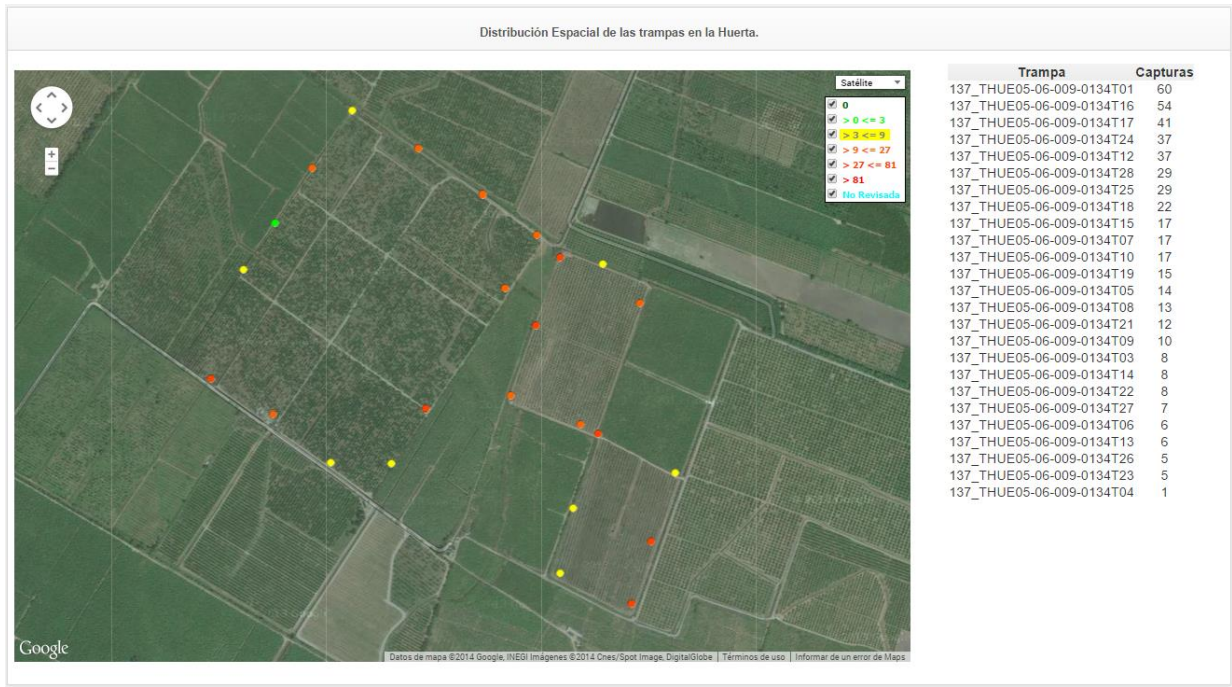 Distribución Espacial de las trampas en la Huerta.
Satélite
0
> 0 <= 3
> 3 <= 9
> 9 <= 27
> 27 <= 81
> 81
No Revisada
Google
Datos de mapa ©2014 Google, INEGI Imágenes ©2014 Cnes/Spot Image, DigitalGlobe
Términos de uso
Informar de un error de Maps
Trampa Capturas
137_THUE05-06-009-0134T01 60
137_THUE05-06-009-0134T16 54
137_THUE05-06-009-0134T17 41
137_THUE05-06-009-0134T24 37
137_THUE05-06-009-0134T12 37
137_THUE05-06-009-0134T28 29
137_THUE05-06-009-0134T25 29
137_THUE05-06-009-0134T18 22
137_THUE05-06-009-0134T15 17
137_THUE05-06-009-0134T07 17
137_THUE05-06-009-0134T10 17
137_THUE05-06-009-0134T19 15
137_THUE05-06-009-0134T05 14
137_THUE05-06-009-0134T08 13
137_THUE05-06-009-0134T21 12
137_THUE05-06-009-0134T09 10
137_THUE05-06-009-0134T03 8
137_THUE05-06-009-0134T14 8
137_THUE05-06-009-0134T22 8
137_THUE05-06-009-0134T27 7
137_THUE05-06-009-0134T06 6
137_THUE05-06-009-0134T13 6
137_THUE05-06-009-0134T26 5
137_THUE05-06-009-0134T23 5
137_THUE05-06-009-0134T04 1